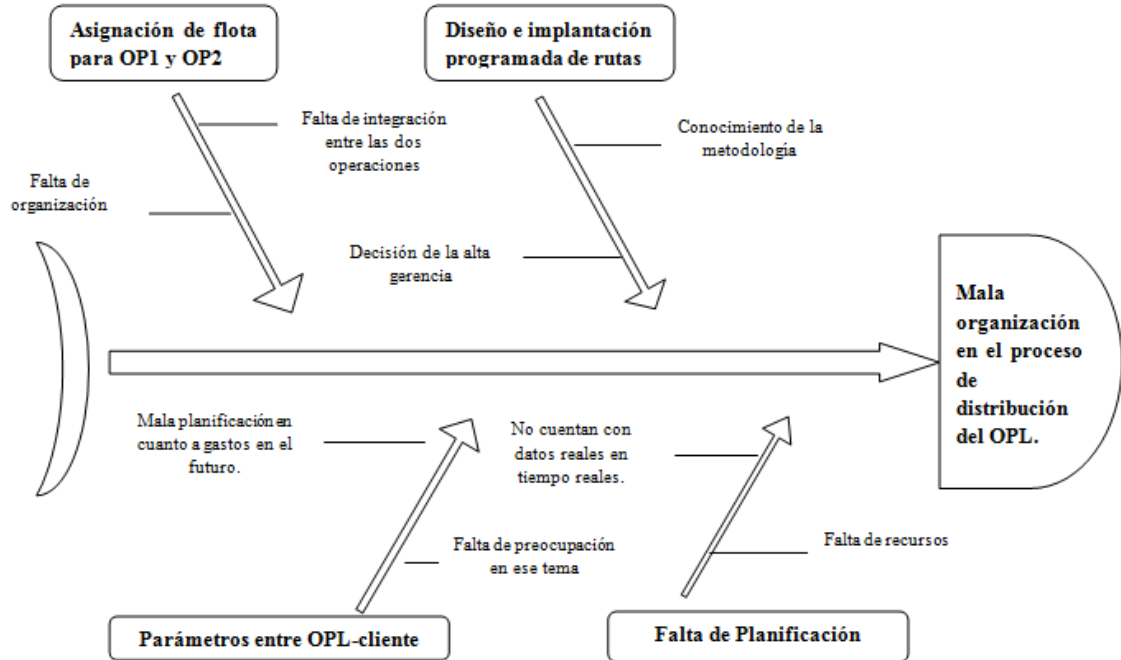 Asignación de flota
para OP1 y OP2
Diseño e implantación
programada de rutas
Falta de integración
entre las dos
operaciones
Conocimiento de la
metodología
Falta de
organización
Decisión de la alta
gerencia
Mala
organización
en el proceso
de
distribución
del OPL.
Mala planificación en
cuanto a gastos en el
futuro.
No cuentan con
datos reales en
tiempo reales.
Falta de preocupación
en ese tema
Falta de recursos
Parámetros entre OPL-cliente
Falta de Planificación